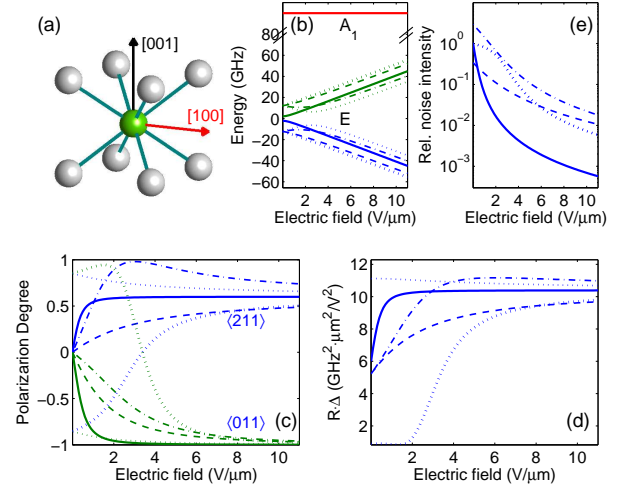 (a)
[001]
[100]
(b)
A1
E
Energy (GHz)
80
60
40
20
0
−20
−40
−60
2 4 6 8 10
Electric field (V/μm)
(e)
Rel. noise intensity
10^0
10^−1
10^−2
10^−3
2 4 6 8 10
Electric field (V/μm)
Polarizarion Degree
1
0.5
0
−0.5
−1
⟨211⟩
⟨011⟩
(c)
0 2 4 6 8 10
Electric field (V/μm)
R·Δ (GHz²·μm²/V²)
12
10
8
6
4
2
(d)
2 4 6 8 10
Electric field (V/μm)